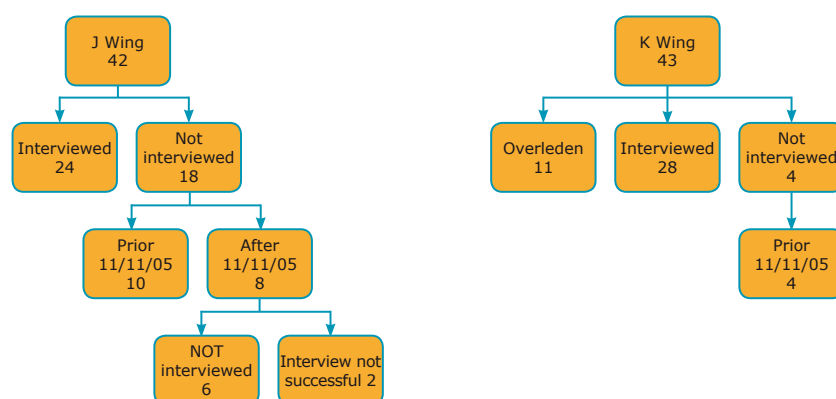 J Wing
42
K Wing
43
Interviewed
24
Not
interviewed
18
Overleden
11
Interviewed
28
Not
interviewed
4
Prior
11/11/05
10
After
11/11/05
8
Prior
11/11/05
4
NOT
interviewed
6
Interview not
successful 2